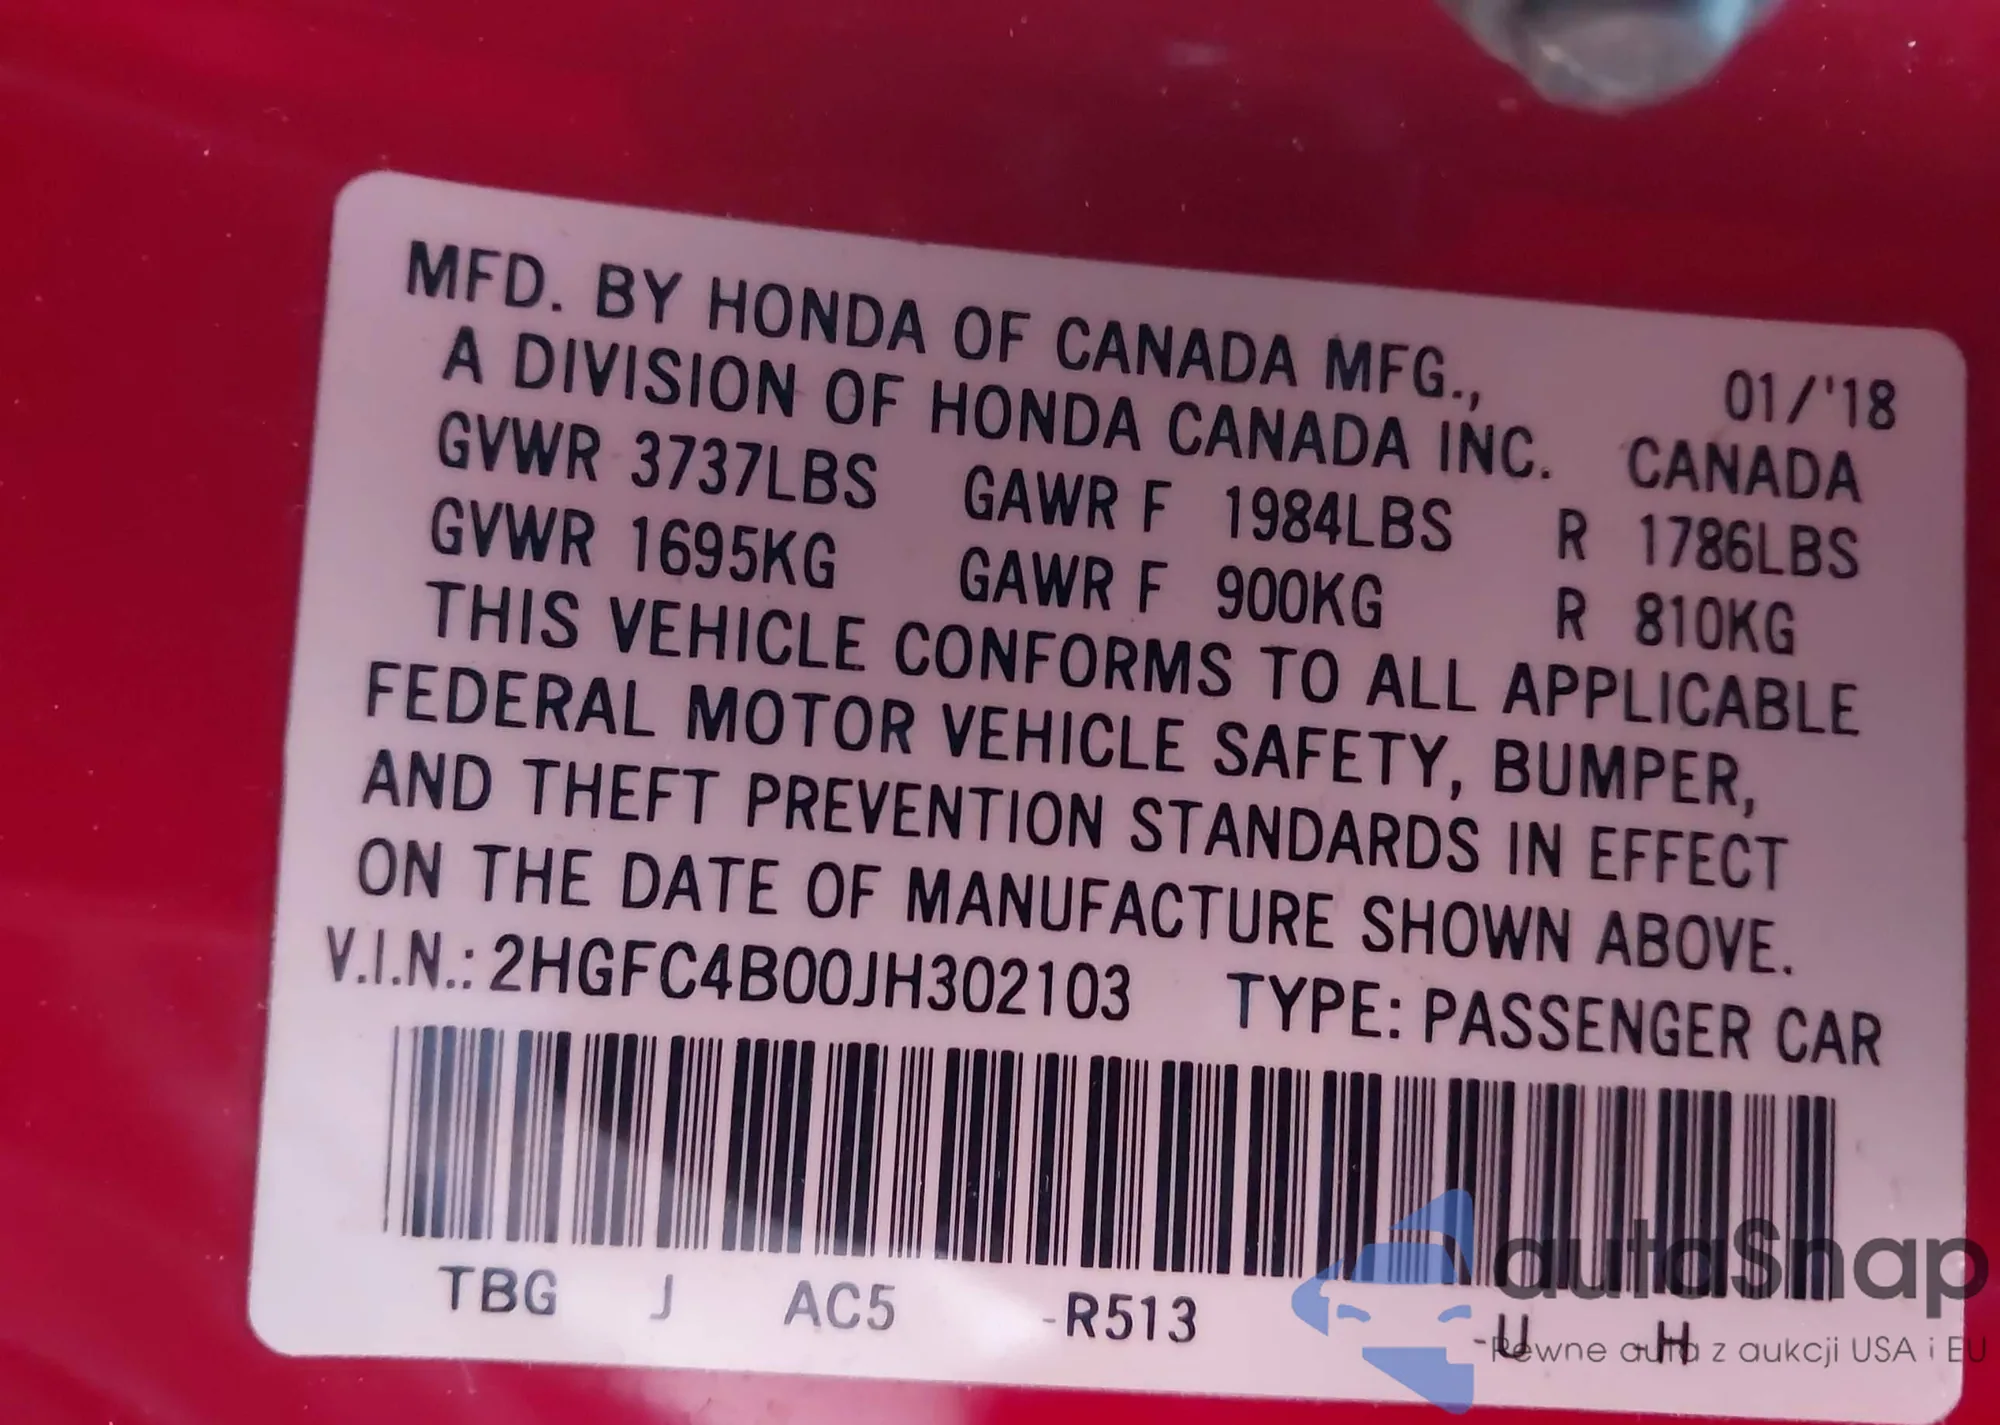 MFD. BY HONDA OF CANADA MFG.,
A DIVISION OF HONDA CANADA INC. 01/'18
GVWR 3737LBS GAWR F 1984LBS CANADA
GVWR 1695KG GAWR F 900KG R 1786LBS
R 810KG
THIS VEHICLE CONFORMS TO ALL APPLICABLE
FEDERAL MOTOR VEHICLE SAFETY, BUMPER,
AND THEFT PREVENTION STANDARDS IN EFFECT
ON THE DATE OF MANUFACTURE SHOWN ABOVE.
V.I.N.: 2HGFC4B00JH302103 TYPE: PASSENGER CAR
TBG J AC5 -R513 -U -H
autaSnap
Pewne auta z aukcji USA i EU